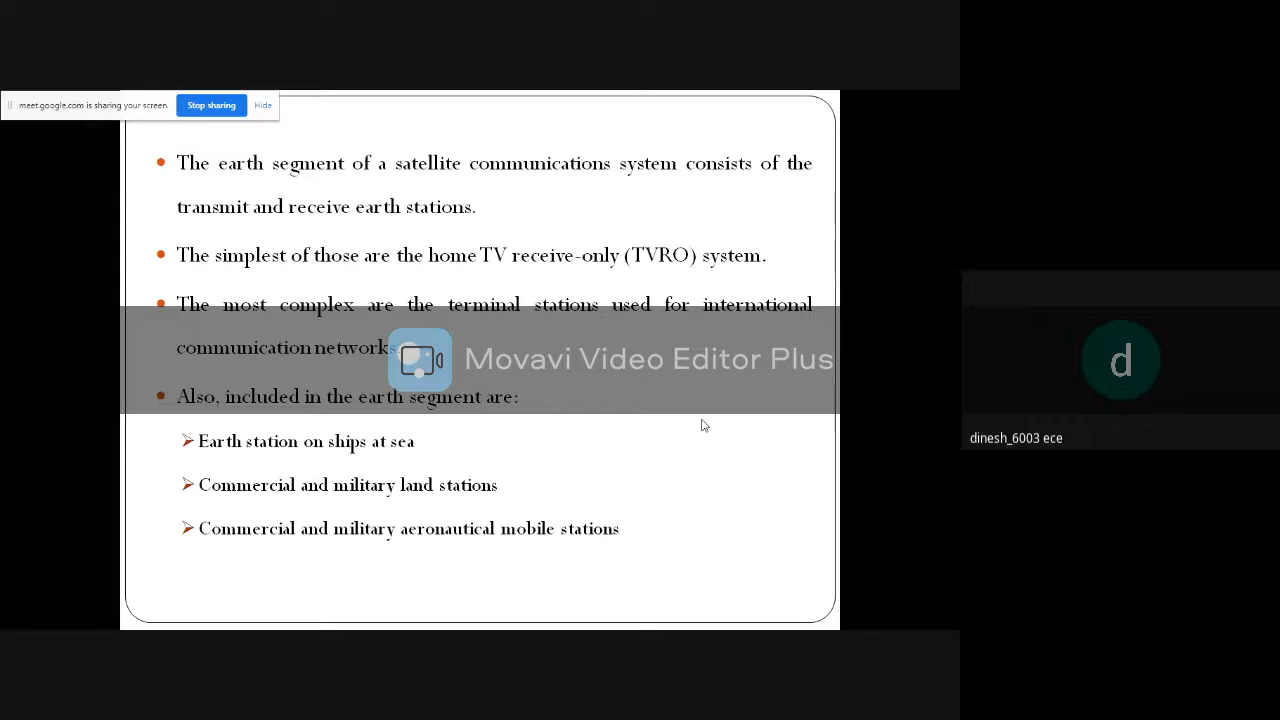 meet.google.com is sharing your screen.
Stop sharing
Hide
The earth segment of a satellite communications system consists of the
transmit and receive earth stations.
The simplest of those are the home TV receive-only (TVRO) system.
The most complex are the terminal stations used for international
communication networks.
Movavi Video Editor Plus
Also, included in the earth segment are:
Earth station on ships at sea
Commercial and military land stations
Commercial and military aeronautical mobile stations
d
dinesh_6003 ece